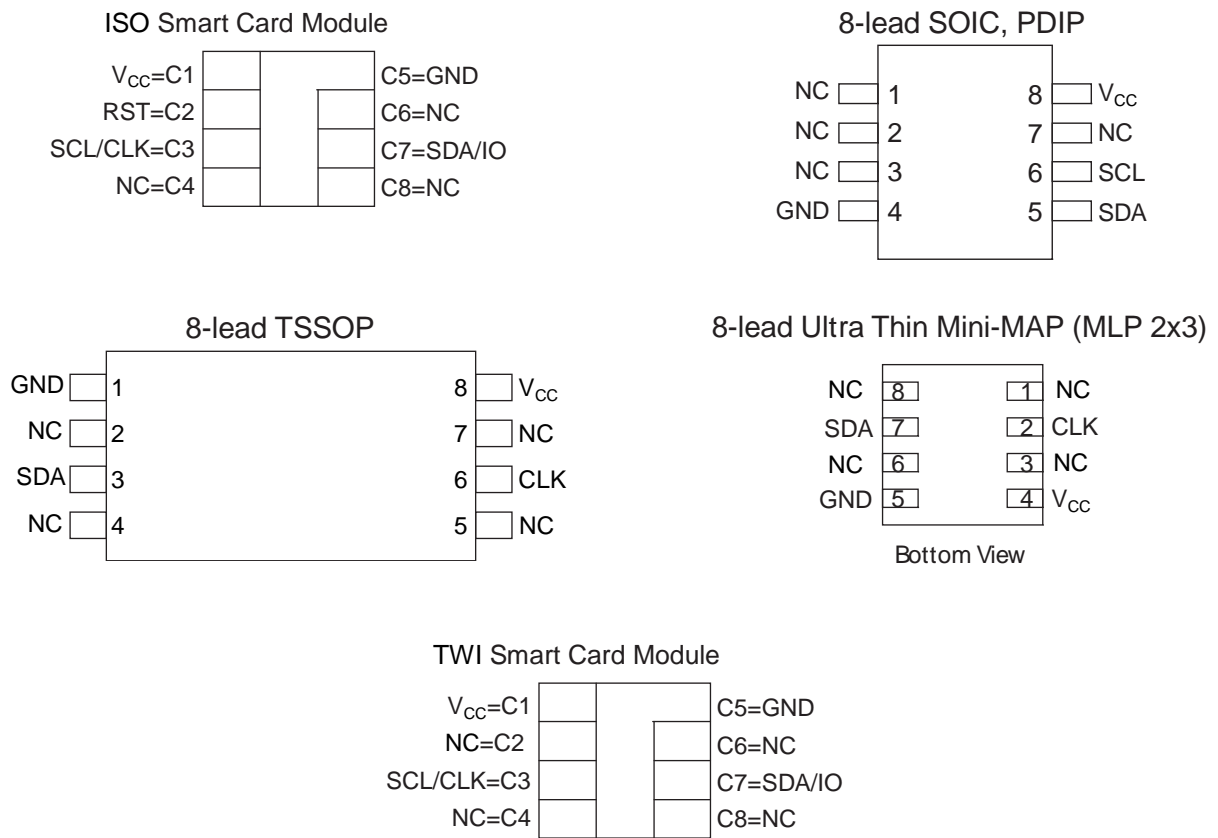 ISO Smart Card Module
VCC=C1 C5=GND
RST=C2 C6=NC
SCL/CLK=C3 C7=SDA/IO
NC=C4 C8=NC
8-lead SOIC, PDIP
NC 1 8 VCC
NC 2 7 NC
NC 3 6 SCL
GND 4 5 SDA
8-lead TSSOP
GND 1 8 VCC
NC 2 7 NC
SDA 3 6 CLK
NC 4 5 NC
8-lead Ultra Thin Mini-MAP (MLP 2x3)
NC 8 1 NC
SDA 7 2 CLK
NC 6 3 NC
GND 5 4 VCC
Bottom View
TWI Smart Card Module
VCC=C1 C5=GND
NC=C2 C6=NC
SCL/CLK=C3 C7=SDA/IO
NC=C4 C8=NC